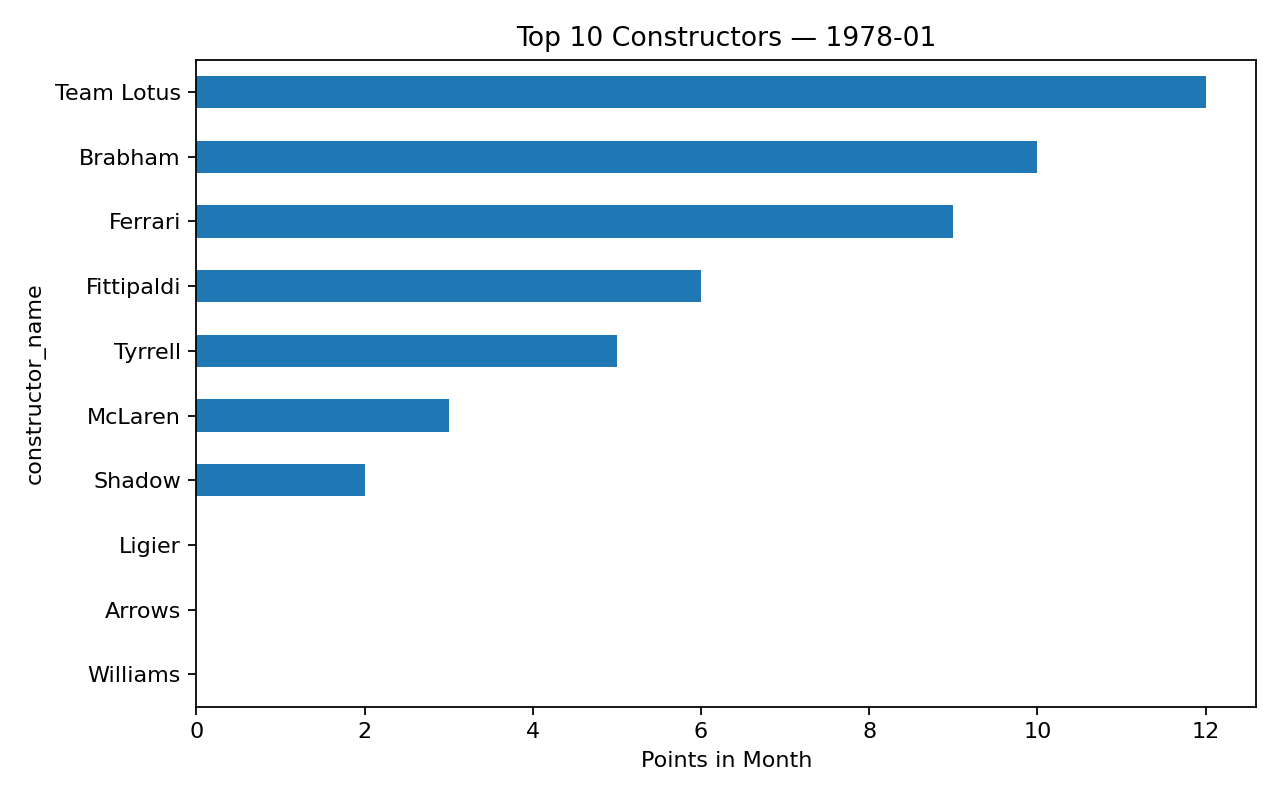 Top 10 Constructors — 1978-01
Team Lotus
Brabham
Ferrari
Fittipaldi
Tyrrell
McLaren
Shadow
Ligier
Arrows
Williams
constructor_name
0 2 4 6 8 10 12
Points in Month